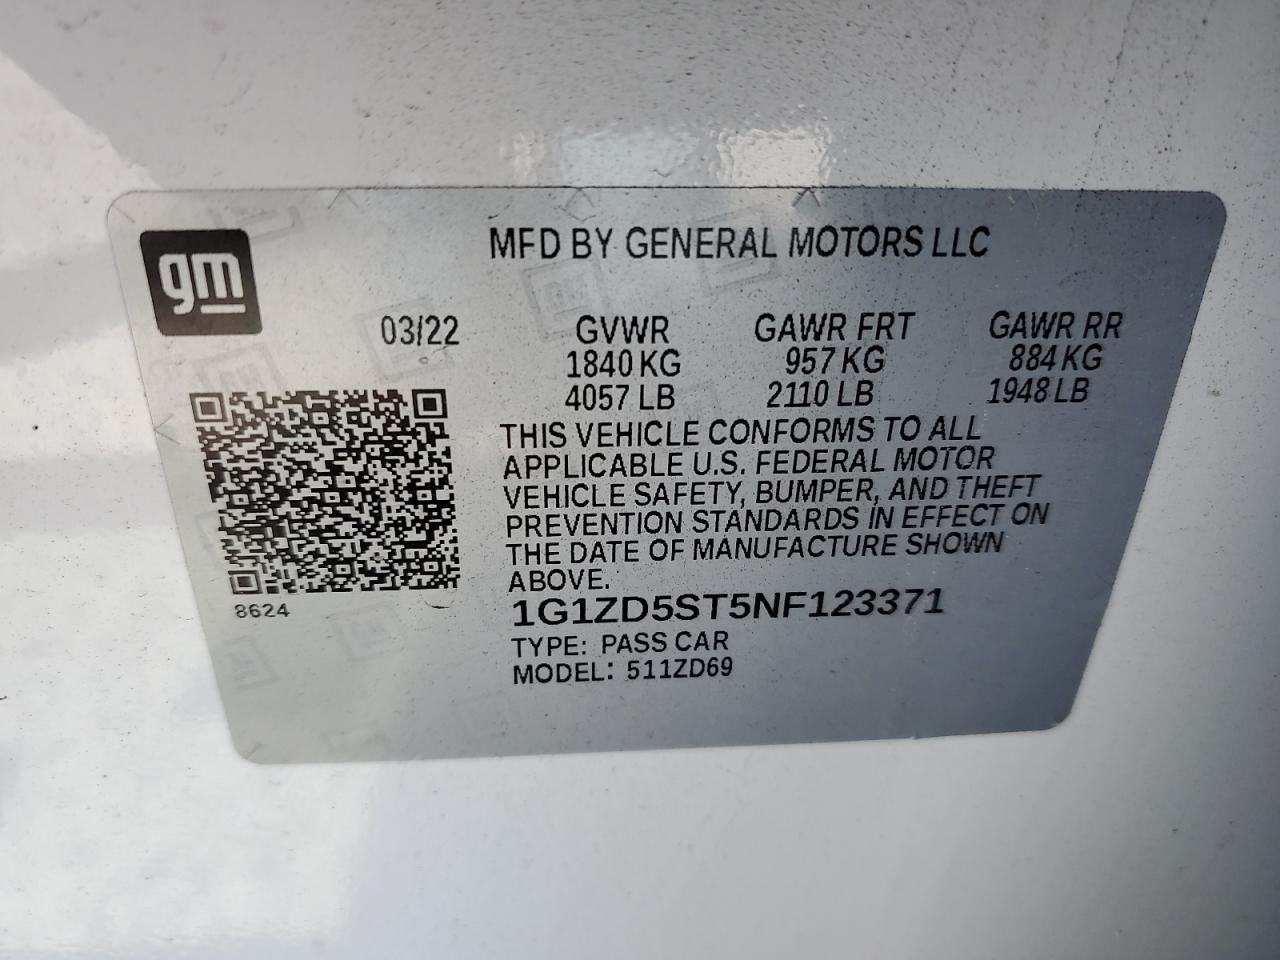 MFD BY GENERAL MOTORS LLC
gm
03/22 GVWR GAWR FRT GAWR RR
1840 KG 957 KG 884 KG
4057 LB 2110 LB 1948 LB
THIS VEHICLE CONFORMS TO ALL
APPLICABLE U.S. FEDERAL MOTOR
VEHICLE SAFETY, BUMPER, AND THEFT
PREVENTION STANDARDS IN EFFECT ON
THE DATE OF MANUFACTURE SHOWN
ABOVE.
8624
1G1ZD5ST5NF123371
TYPE: PASS CAR
MODEL: 511ZD69